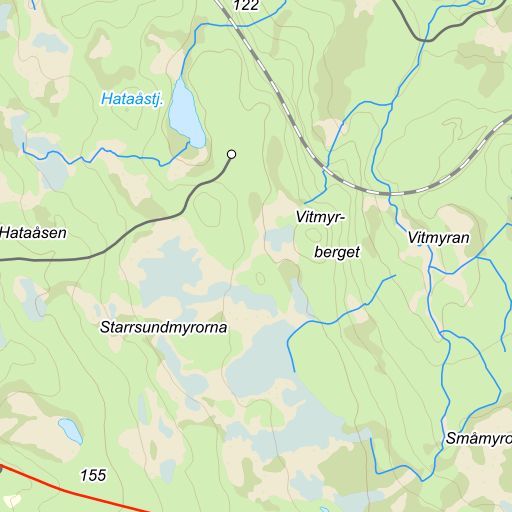 122
Hataåstj.
Vitmyr-
berget
Hataåsen
Vitmyran
Starrsundmyrorna
Småmyro
155